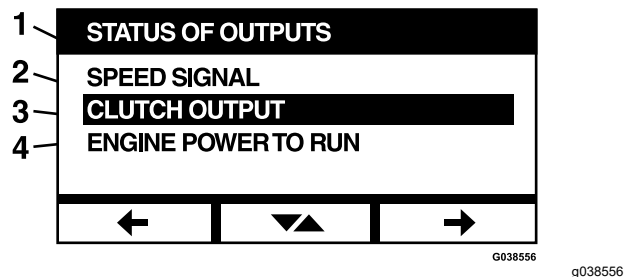 1
STATUS OF OUTPUTS
2
SPEED SIGNAL
3
CLUTCH OUTPUT
4
ENGINE POWER TO RUN
G038556
g038556